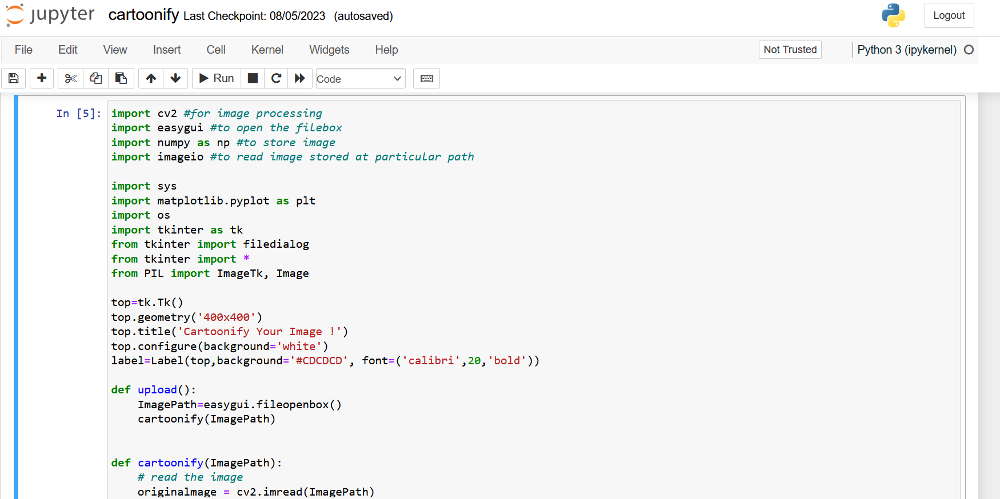 jupyter cartoonify Last Checkpoint: 08/05/2023 (autosaved) Logout
File Edit View Insert Cell Kernel Widgets Help Not Trusted Python 3 (ipykernel)
Run Code
In [5]:
import cv2 #for image processing
import easygui #to open the filebox
import numpy as np #to store image
import imageio #to read image stored at particular path

import sys
import matplotlib.pyplot as plt
import os
import tkinter as tk
from tkinter import filedialog
from tkinter import *
from PIL import ImageTk, Image

top=tk.Tk()
top.geometry('400x400')
top.title('Cartoonify Your Image !')
top.configure(background='white')
label=Label(top,background='#CDCDCD', font=('calibri',20,'bold'))

def upload():
    ImagePath=easygui.fileopenbox()
    cartoonify(ImagePath)


def cartoonify(ImagePath):
    # read the image
    originalmage = cv2.imread(ImagePath)